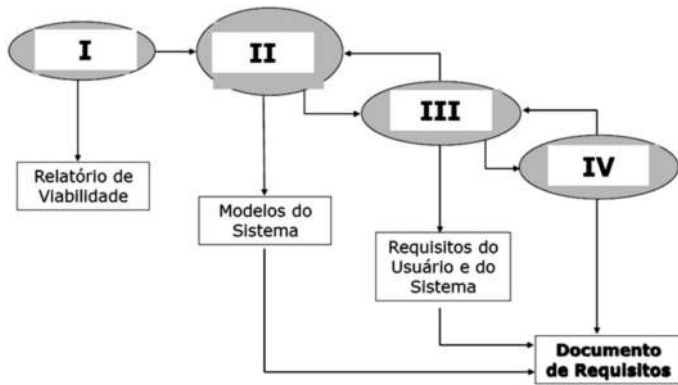 I
II
III
IV
Relatório de
Viabilidade
Modelos do
Sistema
Requisitos do
Usuário e do
Sistema
Documento
de Requisitos